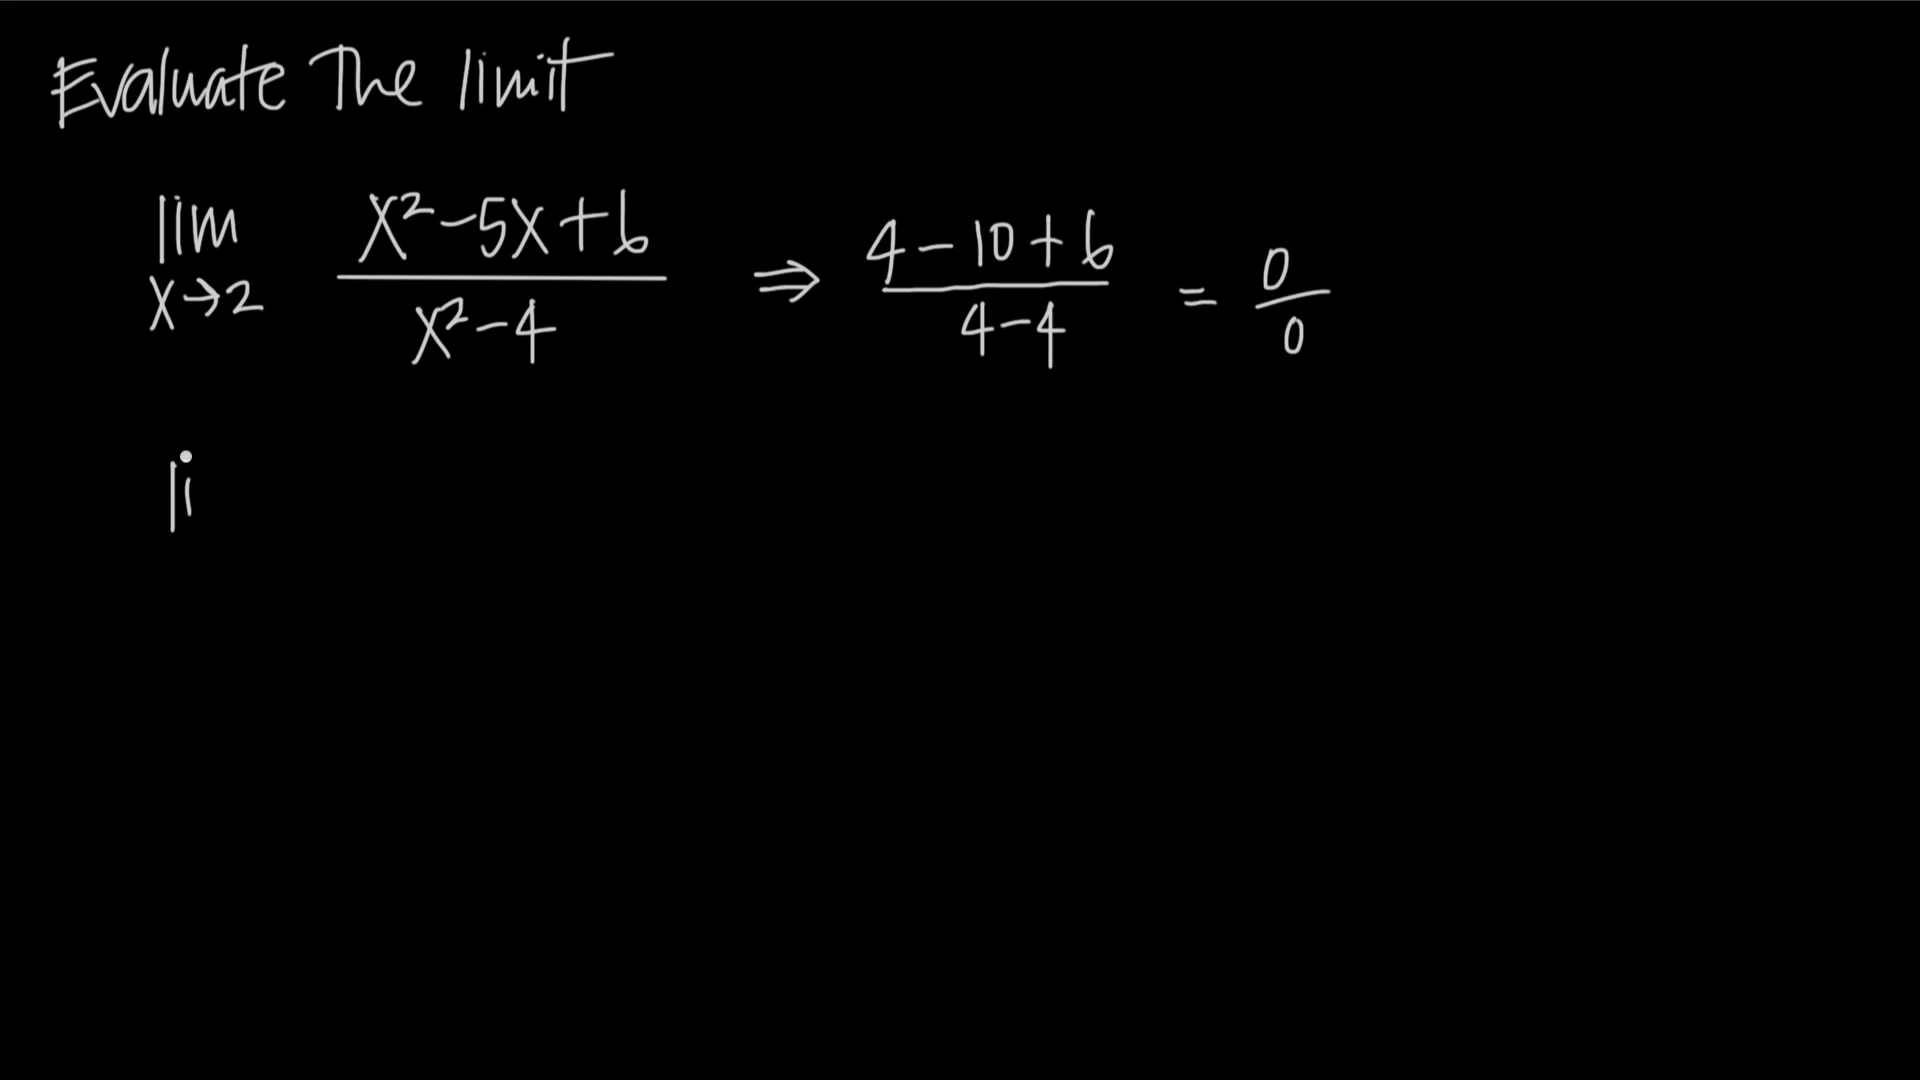 Evaluate The limit
lim x→2 x²-5x+6 / x²-4 ⇒ 4-10+6 / 4-4 = 0/0
li